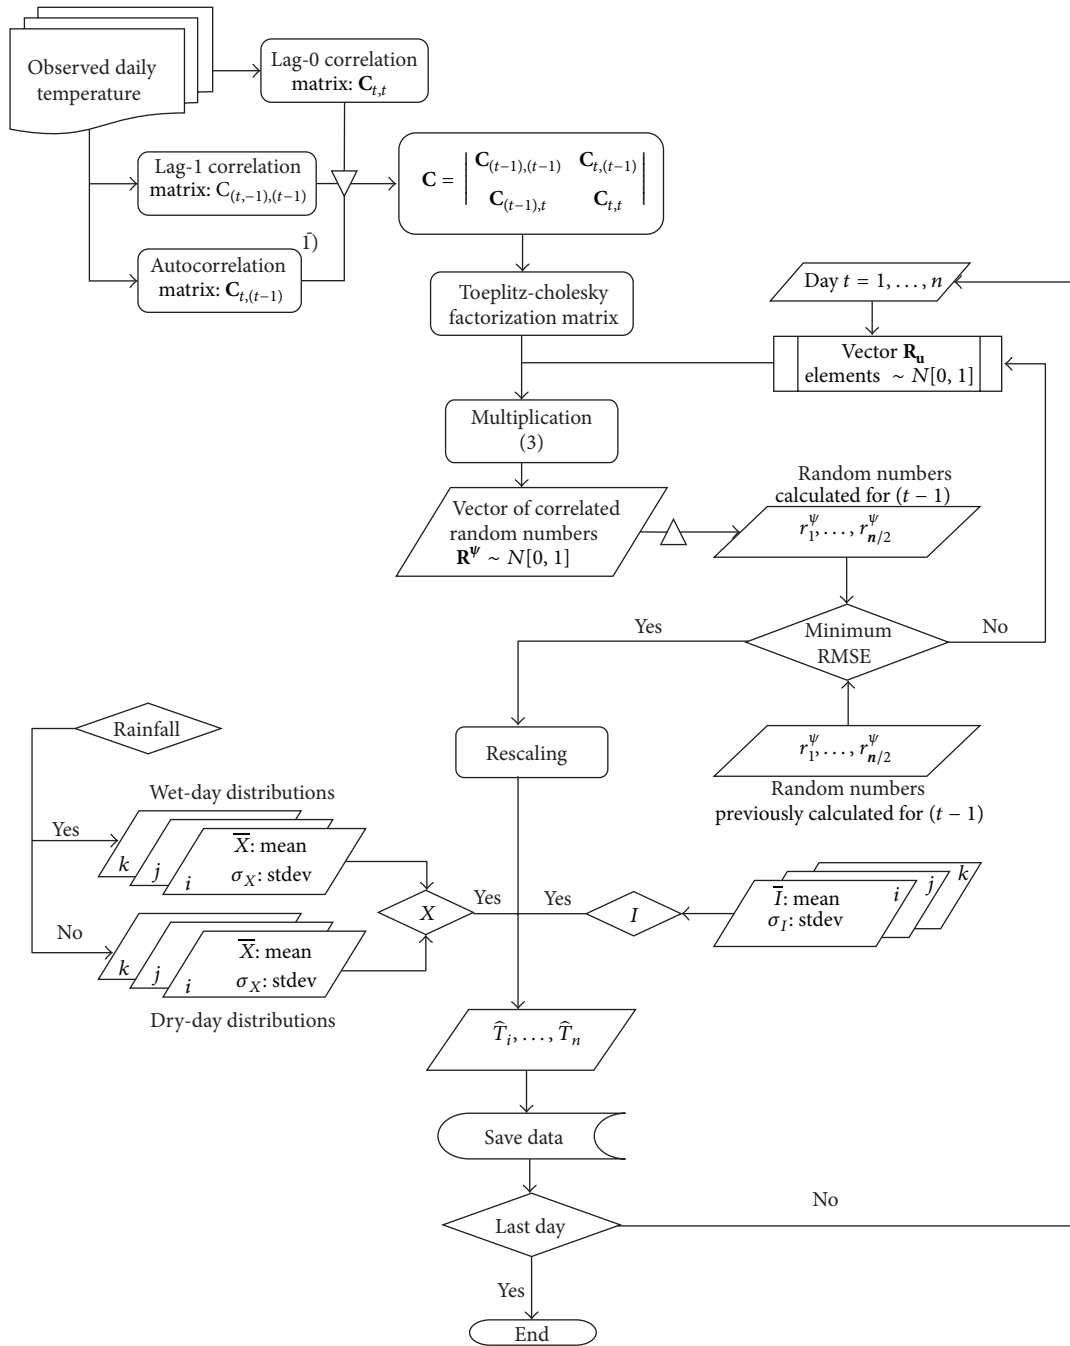 Observed daily
temperature
Lag-0 correlation
matrix: C_{t,t}
Lag-1 correlation
matrix: C_{(t,−1),(t−1)}
1̄)
Autocorrelation
matrix: C_{t,(t−1)}
C = | C_{(t−1),(t−1)} C_{t,(t−1)} |
| C_{(t−1),t} C_{t,t} |
Toeplitz-cholesky
factorization matrix
Day t = 1, . . . , n
Vector R_u
elements ∼ N[0, 1]
Multiplication
(3)
Vector of correlated
random numbers
R^ψ ∼ N[0, 1]
Random numbers
calculated for (t − 1)
r_1^ψ, . . . , r_{n/2}^ψ
Minimum
RMSE
Yes
No
r_1^ψ, . . . , r_{n/2}^ψ
Random numbers
previously calculated for (t − 1)
Rescaling
Rainfall
Wet-day distributions
Yes
k
j
i
X̅: mean
σ_X: stdev
No
k
j
i
X̅: mean
σ_X: stdev
Dry-day distributions
X
Yes
Yes
I
I̅: mean
σ_I: stdev
i
j
k
T̂_i, . . . , T̂_n
Save data
Last day
No
Yes
End